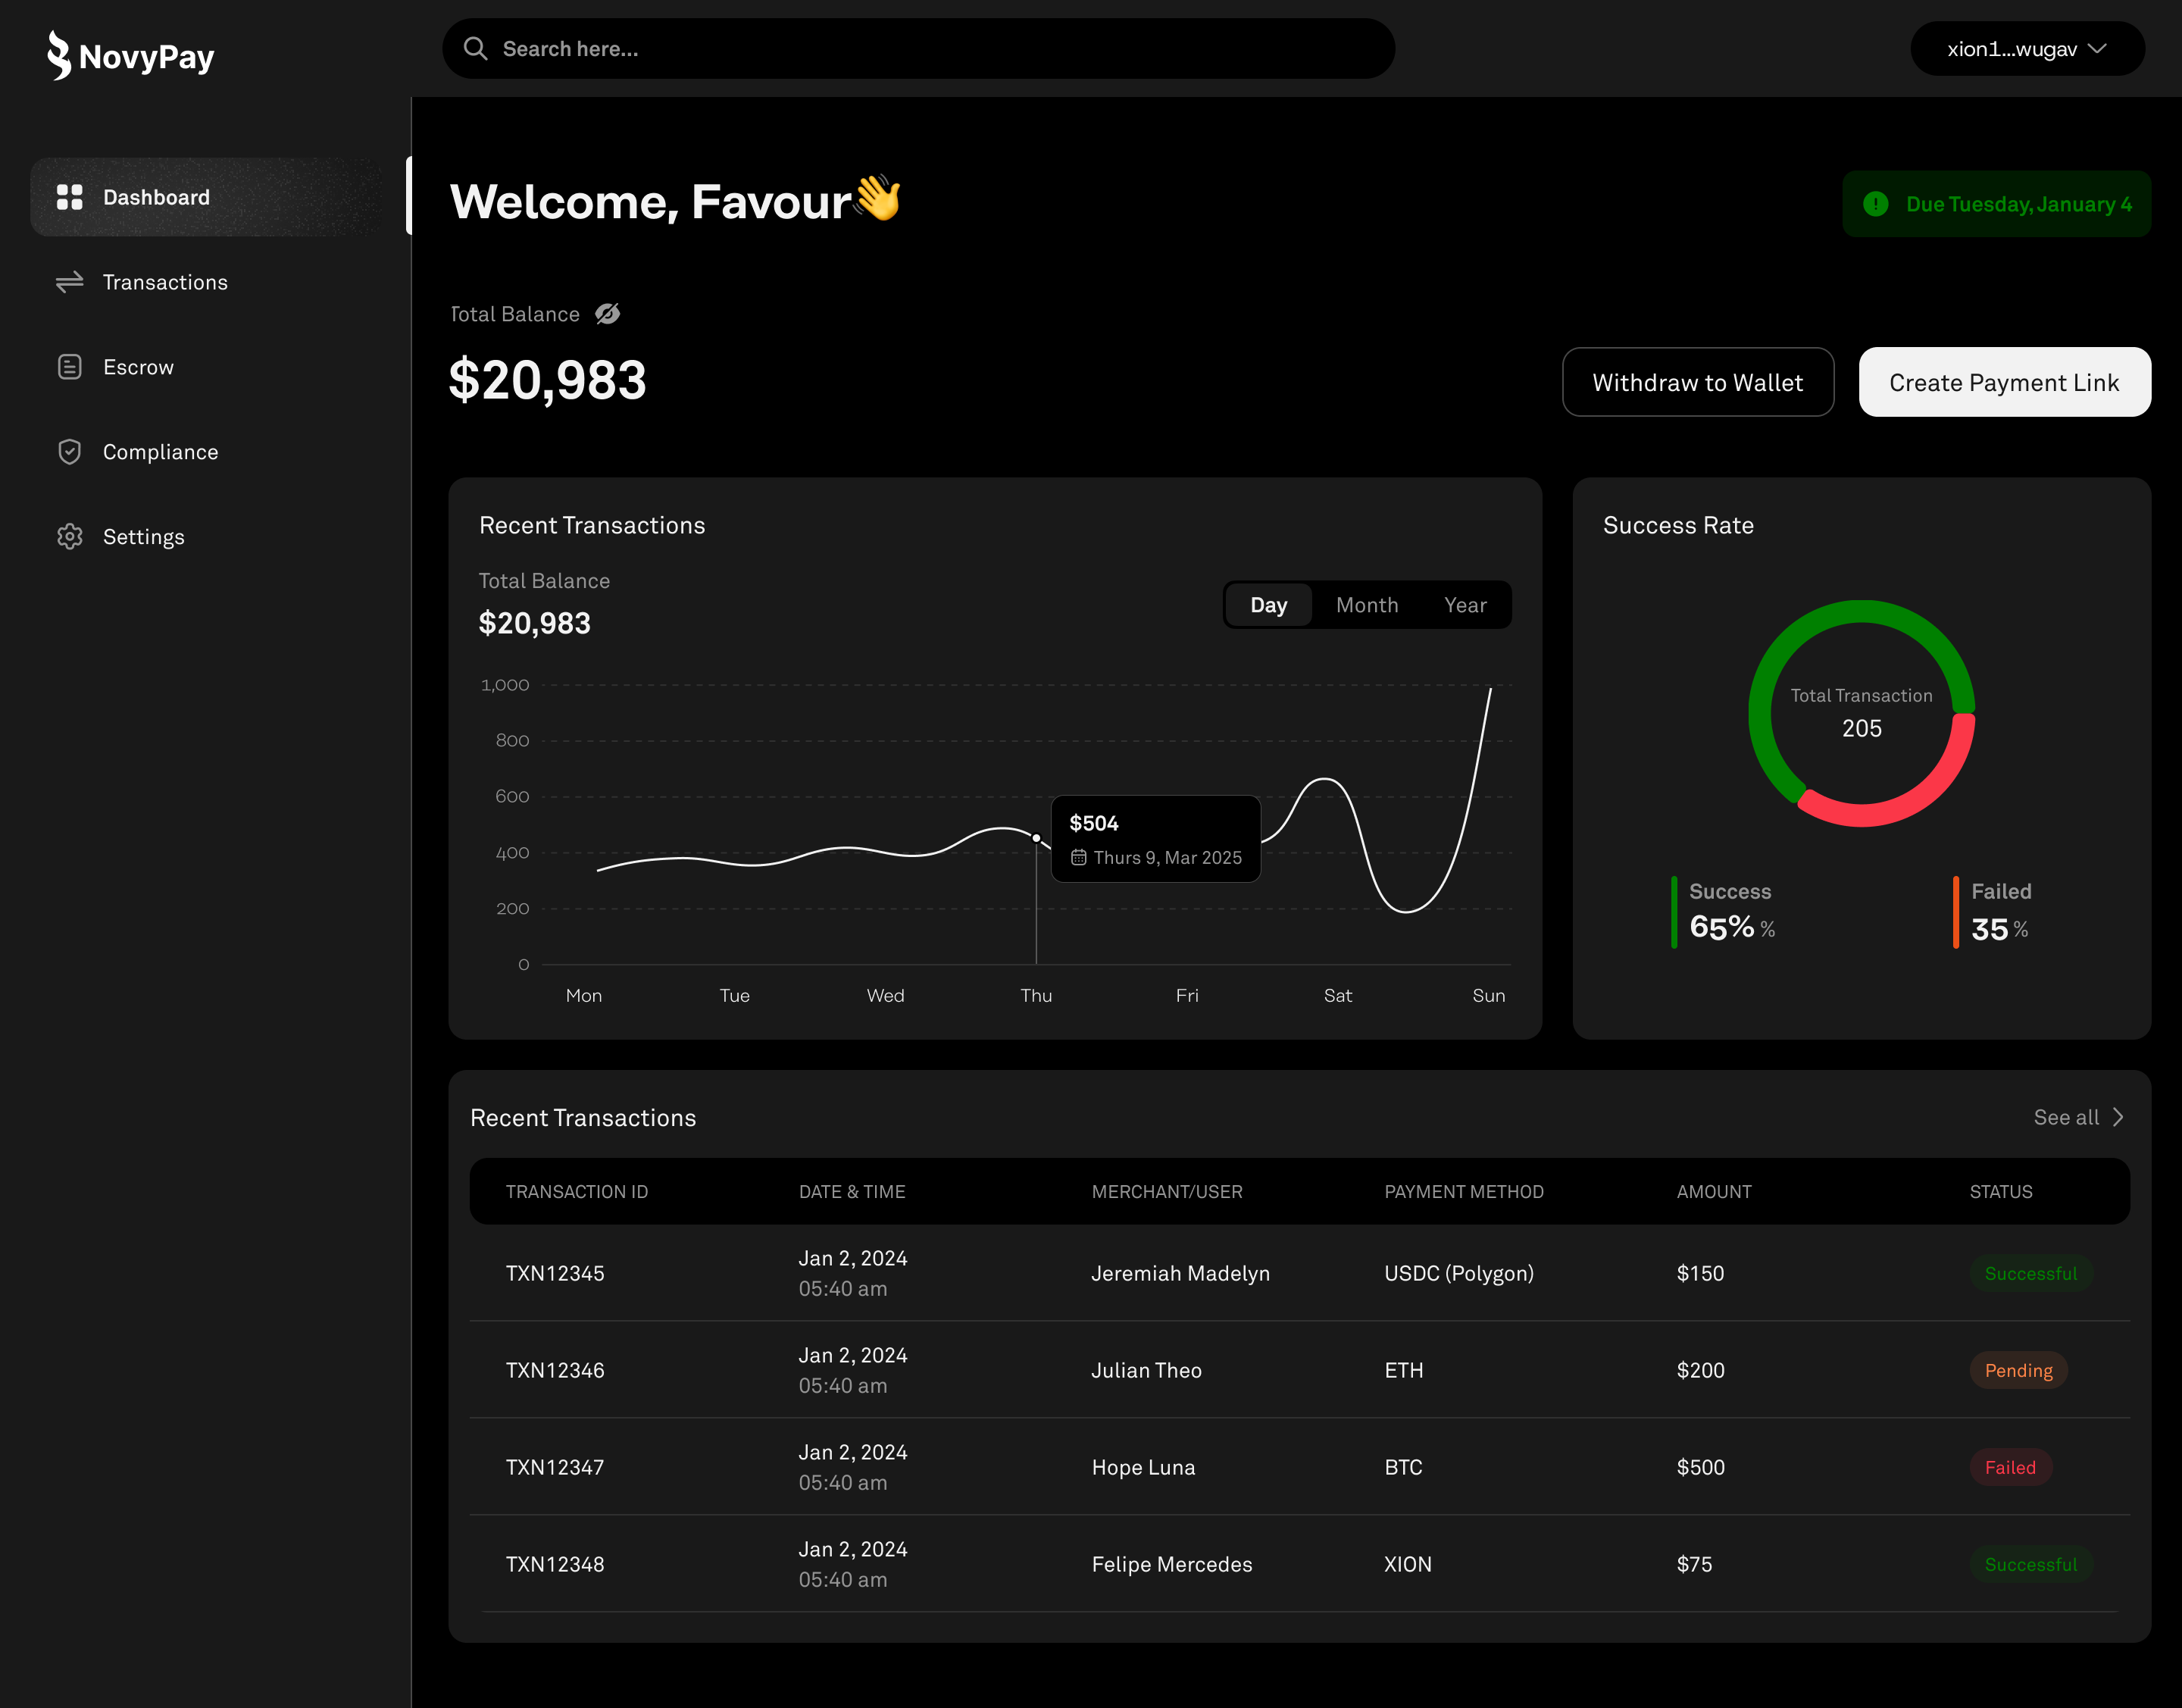 NovyPay
Search here...
xion1...wugav
Dashboard
Transactions
Escrow
Compliance
Settings
Welcome, Favour👋
Due Tuesday, January 4
Total Balance
$20,983
Withdraw to Wallet
Create Payment Link
Recent Transactions
Total Balance
$20,983
Day Month Year
1,000
800
600
400
200
0
$504
Thurs 9, Mar 2025
Mon Tue Wed Thu Fri Sat Sun
Success Rate
Total Transaction
205
Success
65% %
Failed
35 %
Recent Transactions
See all
TRANSACTION ID DATE & TIME MERCHANT/USER PAYMENT METHOD AMOUNT STATUS
TXN12345 Jan 2, 2024 05:40 am Jeremiah Madelyn USDC (Polygon) $150 Successful
TXN12346 Jan 2, 2024 05:40 am Julian Theo ETH $200 Pending
TXN12347 Jan 2, 2024 05:40 am Hope Luna BTC $500 Failed
TXN12348 Jan 2, 2024 05:40 am Felipe Mercedes XION $75 Successful